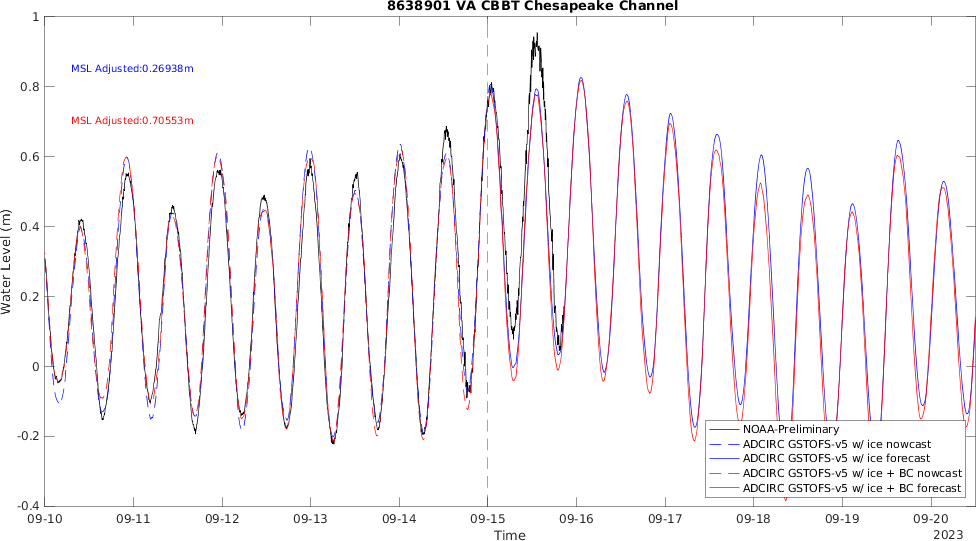 8638901 VA CBBT Chesapeake Channel
1
0.8
0.6
0.4
0.2
0
-0.2
-0.4
Water Level (m)
MSL Adjusted:0.26938m
MSL Adjusted:0.70553m
NOAA-Preliminary
ADCIRC GSTOFS-v5 w/ ice nowcast
ADCIRC GSTOFS-v5 w/ ice forecast
ADCIRC GSTOFS-v5 w/ ice + BC nowcast
ADCIRC GSTOFS-v5 w/ ice + BC forecast
09-10 09-11 09-12 09-13 09-14 09-15 09-16 09-17 09-18 09-19 09-20
2023
Time